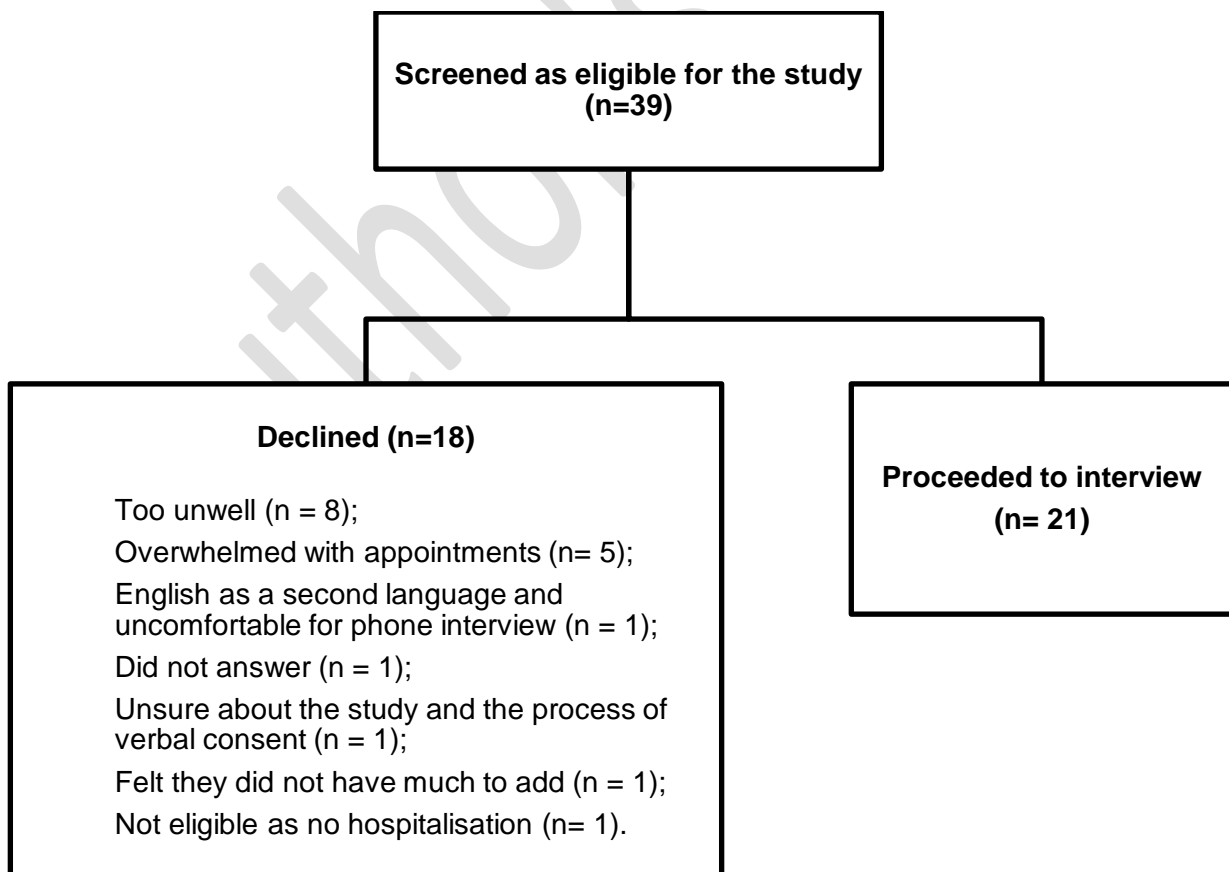 Screened as eligible for the study
(n=39)
Declined (n=18)
Too unwell (n = 8);
Overwhelmed with appointments (n= 5);
English as a second language and
uncomfortable for phone interview (n = 1);
Did not answer (n = 1);
Unsure about the study and the process of
verbal consent (n = 1);
Felt they did not have much to add (n = 1);
Not eligible as no hospitalisation (n= 1).
Proceeded to interview
(n= 21)